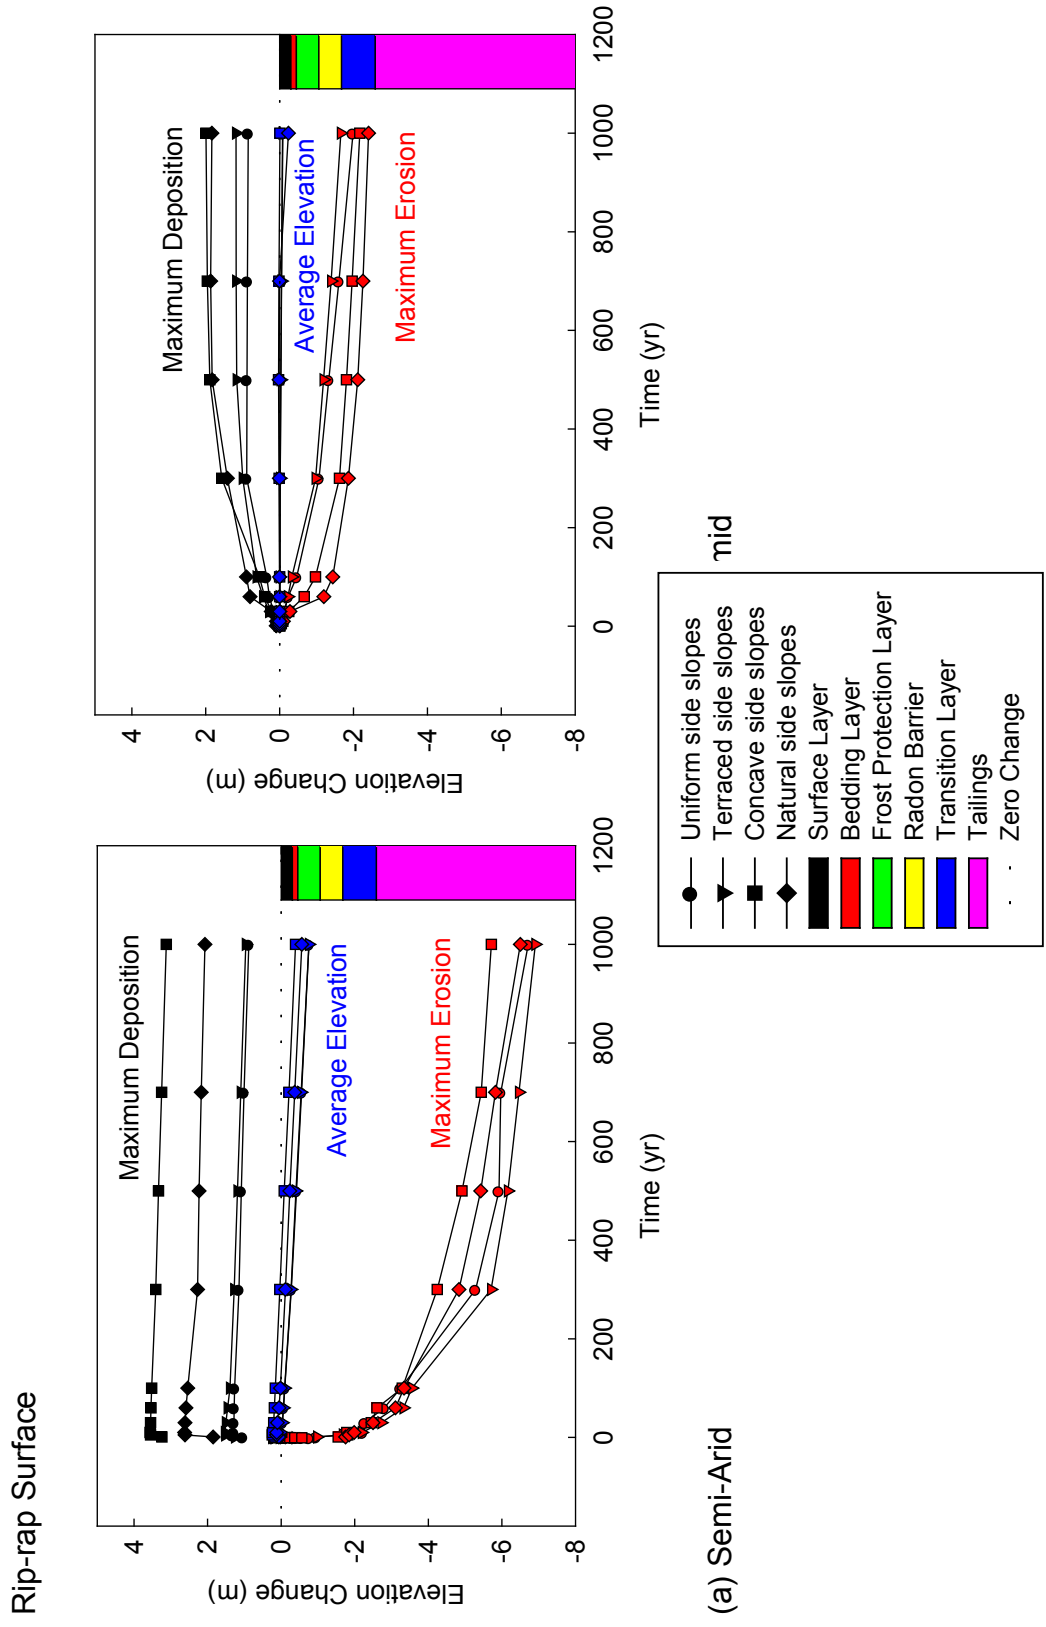 Rip-rap Surface
4
2
0
-2
-4
-6
-8
Elevation Change (m)
0
200
400
600
800
1000
1200
Time (yr)
Maximum Deposition
Average Elevation
Maximum Erosion
(a) Semi-Arid
4
2
0
-2
-4
-6
-8
Elevation Change (m)
0
200
400
600
800
1000
1200
Time (yr)
Maximum Deposition
Average Elevation
Maximum Erosion
mid
Uniform side slopes
Terraced side slopes
Concave side slopes
Natural side slopes
Surface Layer
Bedding Layer
Frost Protection Layer
Radon Barrier
Transition Layer
Tailings
Zero Change